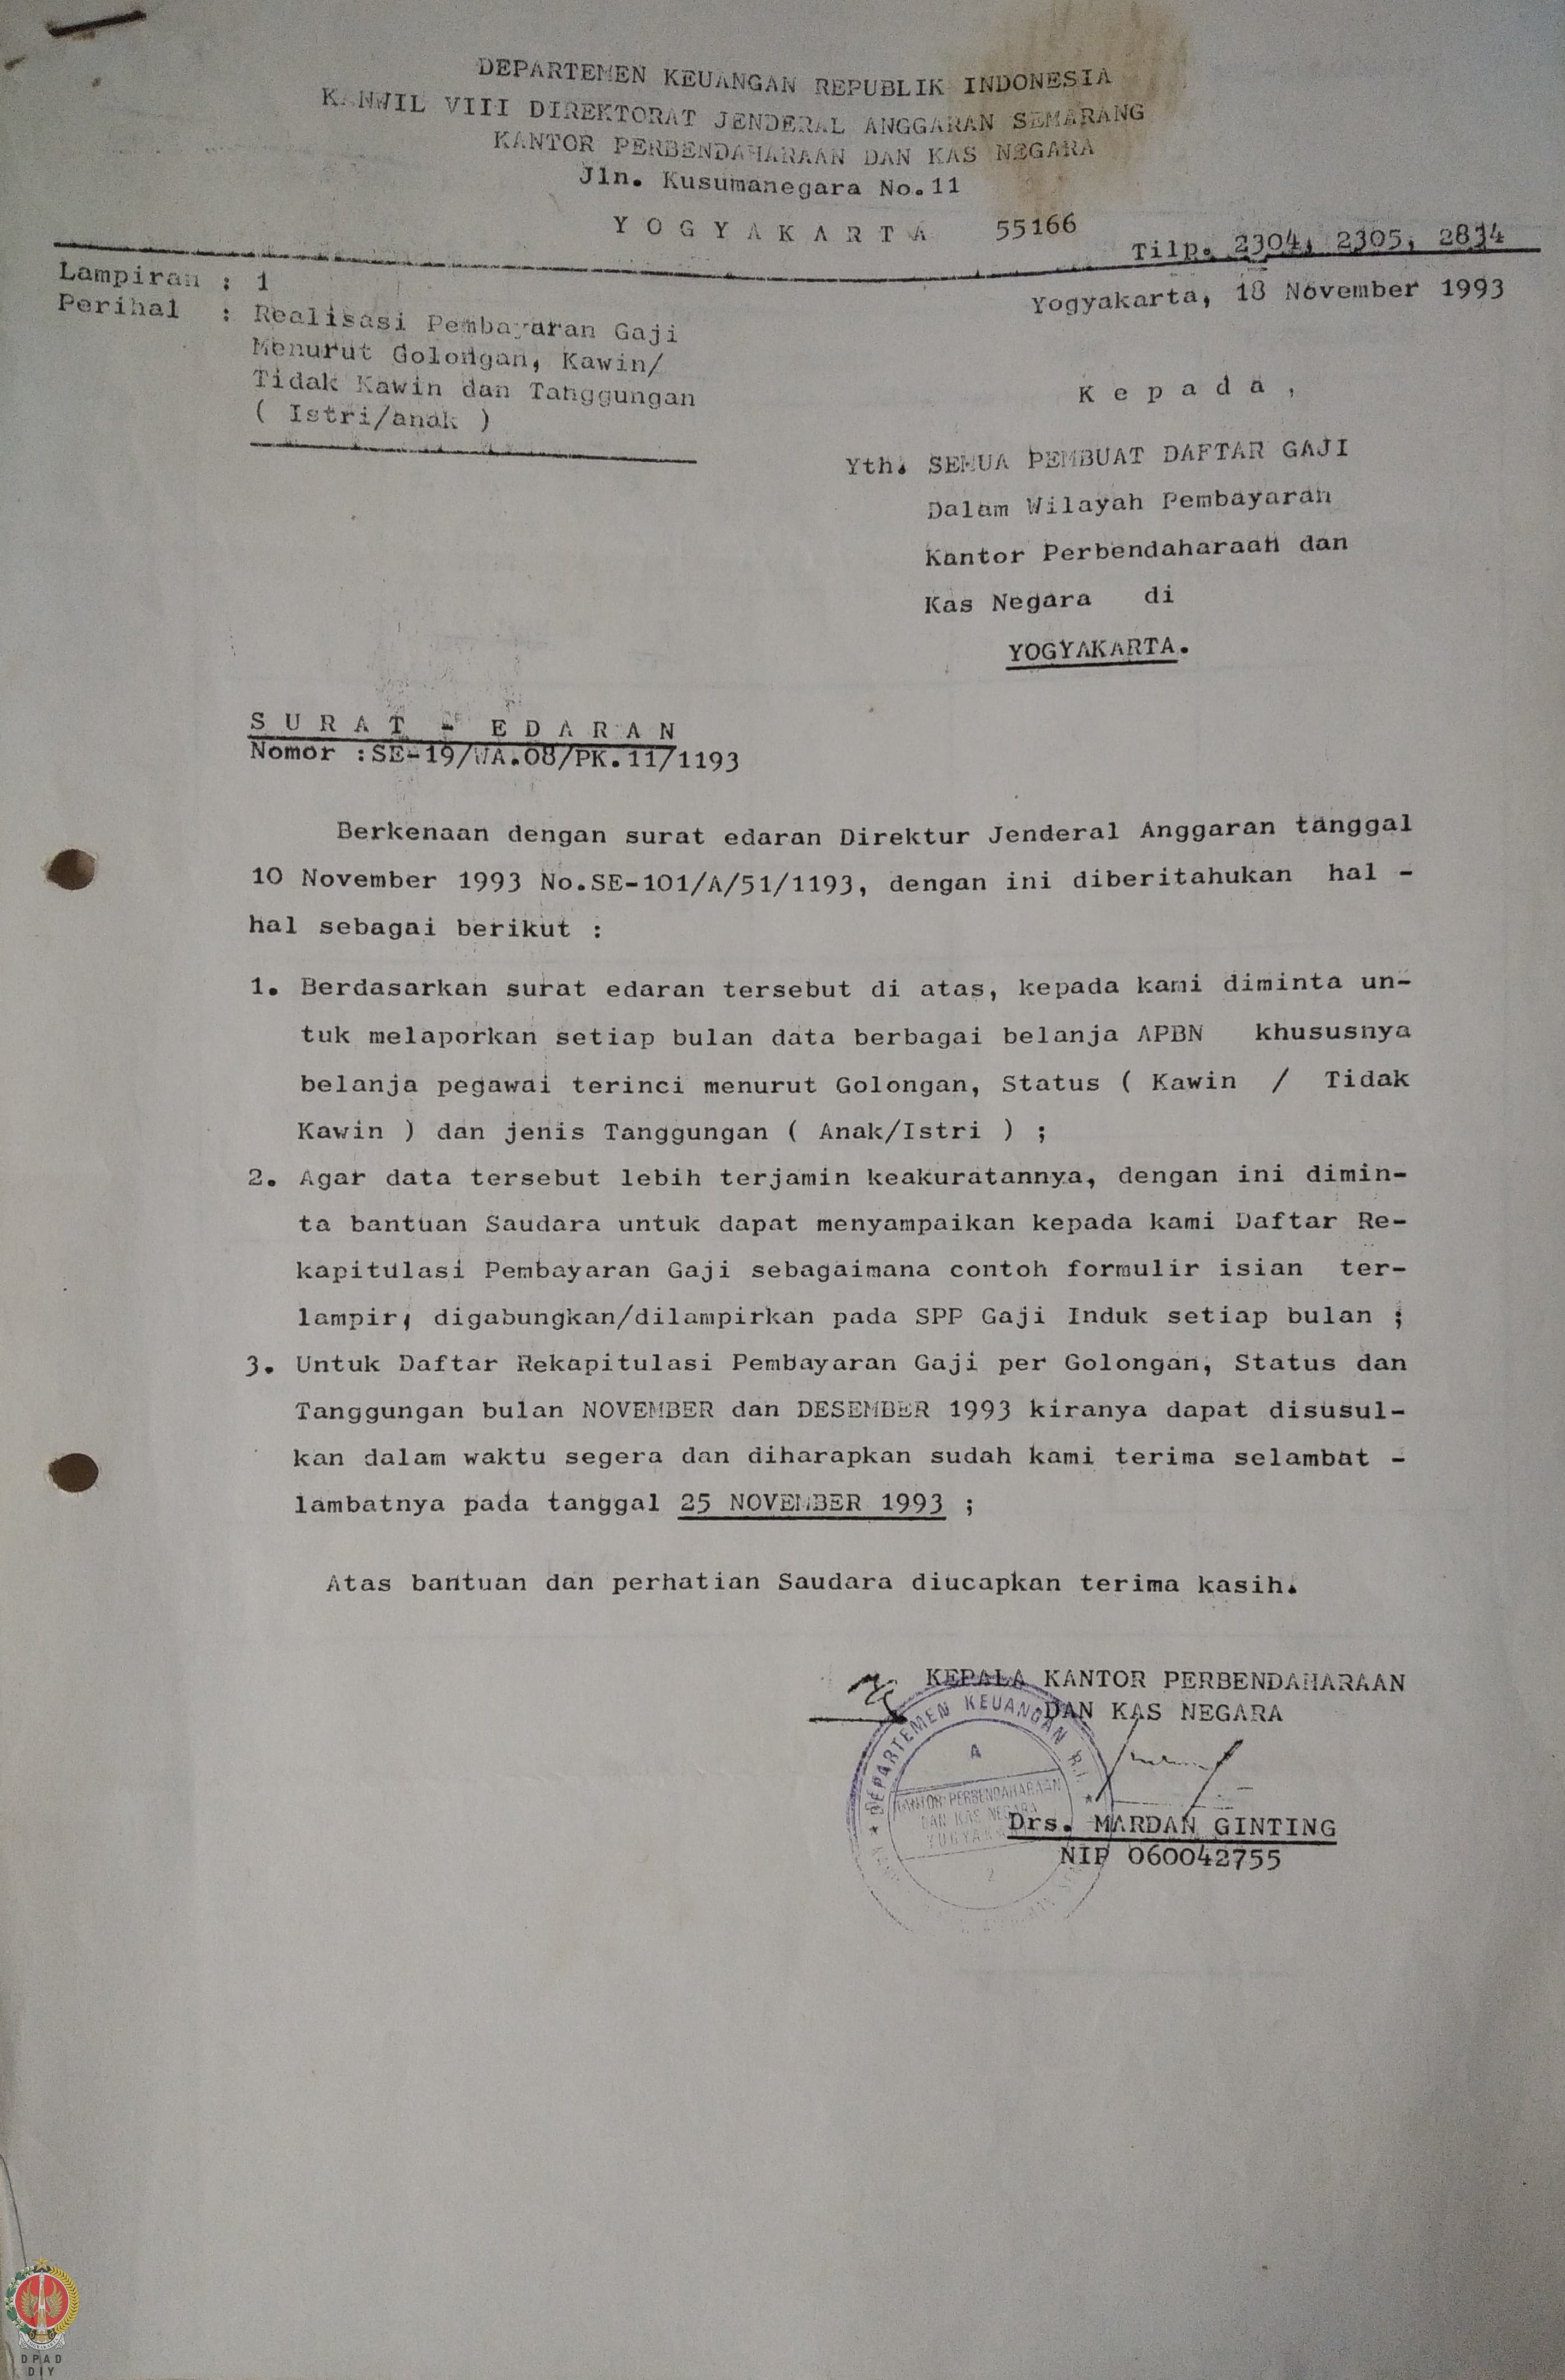 DEPARTEMEN KEUANGAN REPUBLIK INDONESIA
KANWIL VIII DIREKTORAT JENDERAL ANGGARAN SEMARANG
KANTOR PERBENDAHARAAN DAN KAS NEGARA
Jln. Kusumanegara No.11
Y O G Y A K A R T A 55166
Tilp. 2304, 2305, 2834
Lampiran : 1
Yogyakarta, 18 November 1993
Perihal : Realisasi Pembayaran Gaji
Menurut Golongan, Kawin/
Tidak Kawin dan Tanggungan
( Istri/anak )
K e p a d a ,
Yth. SEMUA PEMBUAT DAFTAR GAJI
Dalam Wilayah Pembayaran
Kantor Perbendaharaan dan
Kas Negara di
YOGYAKARTA.
S U R A T - E D A R A N
Nomor :SE-19/WA.08/PK.11/1193
Berkenaan dengan surat edaran Direktur Jenderal Anggaran tanggal
10 November 1993 No.SE-101/A/51/1193, dengan ini diberitahukan hal -
hal sebagai berikut :
1. Berdasarkan surat edaran tersebut di atas, kepada kami diminta un-
tuk melaporkan setiap bulan data berbagai belanja APBN khususnya
belanja pegawai terinci menurut Golongan, Status ( Kawin / Tidak
Kawin ) dan jenis Tanggungan ( Anak/Istri ) ;
2. Agar data tersebut lebih terjamin keakuratannya, dengan ini dimin-
ta bantuan Saudara untuk dapat menyampaikan kepada kami Daftar Re-
kapitulasi Pembayaran Gaji sebagaimana contoh formulir isian ter-
lampir, digabungkan/dilampirkan pada SPP Gaji Induk setiap bulan ;
3. Untuk Daftar Rekapitulasi Pembayaran Gaji per Golongan, Status dan
Tanggungan bulan NOVEMBER dan DESEMBER 1993 kiranya dapat disusul-
kan dalam waktu segera dan diharapkan sudah kami terima selambat -
lambatnya pada tanggal 25 NOVEMBER 1993 ;
Atas bantuan dan perhatian Saudara diucapkan terima kasih.
KEPALA KANTOR PERBENDAHARAAN
DAN KAS NEGARA
DEPARTEMEN KEUANGAN R.I.
A
KANTOR PERBENDAHARAAN
DAN KAS NEGARA
Drs. MARDAN GINTING
NIP 060042755
DPAD
DIY